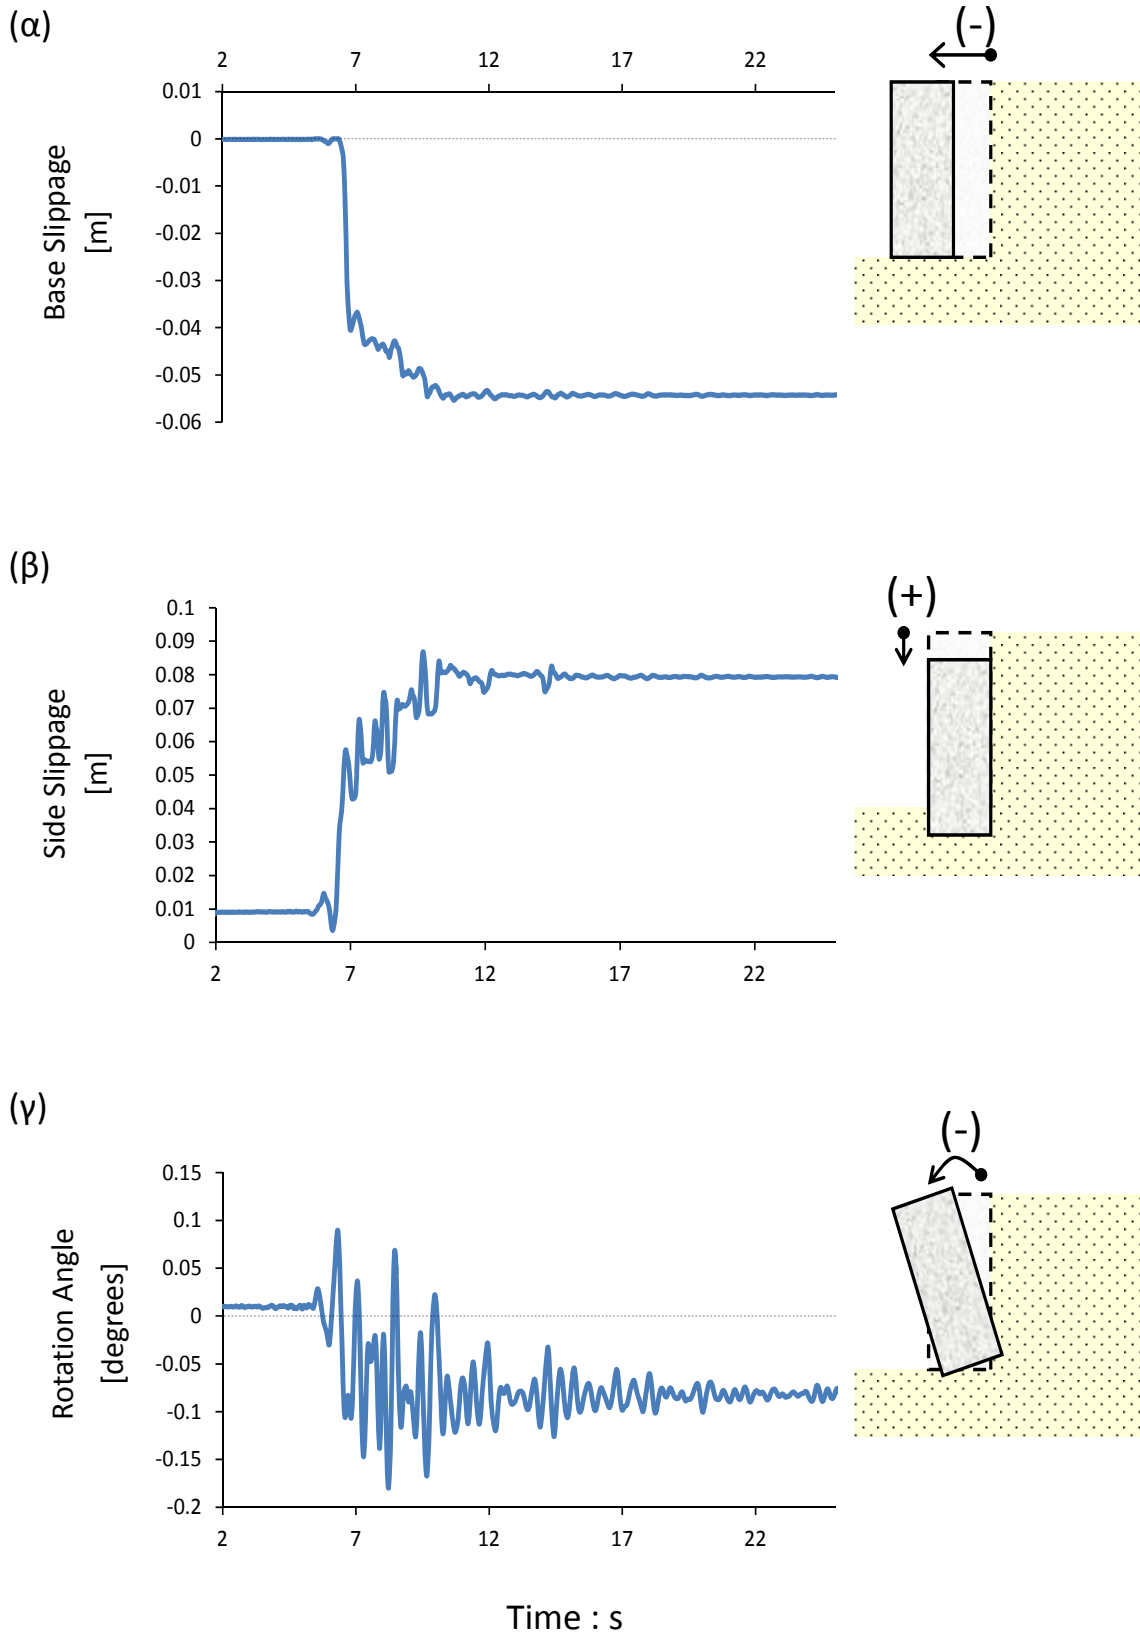 (α)
(-)
2 7 12 17 22
0.01
0
-0.01
-0.02
-0.03
-0.04
-0.05
-0.06
Base Slippage
[m]
(β)
(+)
0.1
0.09
0.08
0.07
0.06
0.05
0.04
0.03
0.02
0.01
0
Side Slippage
[m]
2 7 12 17 22
(γ)
(-)
0.15
0.1
0.05
0
-0.05
-0.1
-0.15
-0.2
Rotation Angle
[degrees]
2 7 12 17 22
Time : s